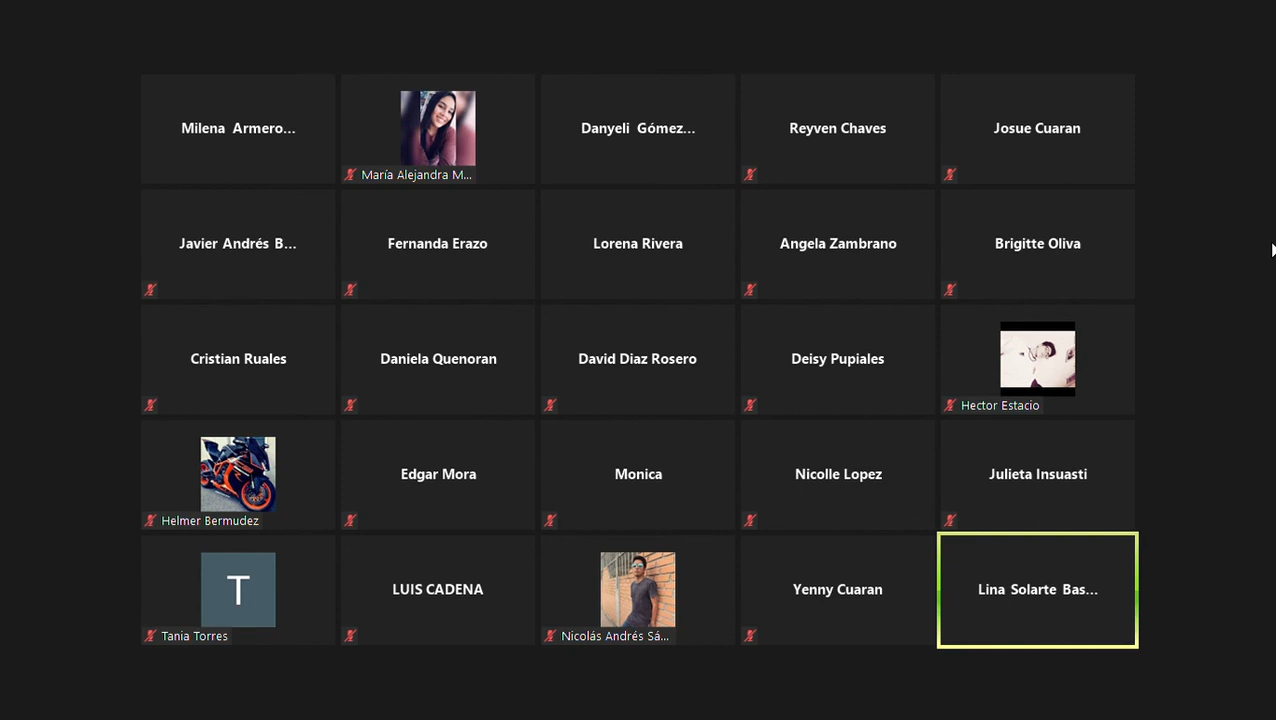 Milena Armero...
María Alejandra M...
Danyeli Gómez...
Reyven Chaves
Josue Cuaran
Javier Andrés B...
Fernanda Erazo
Lorena Rivera
Angela Zambrano
Brigitte Oliva
Cristian Ruales
Daniela Quenoran
David Diaz Rosero
Deisy Pupiales
Hector Estacio
Helmer Bermudez
Edgar Mora
Monica
Nicolle Lopez
Julieta Insuasti
T
Tania Torres
LUIS CADENA
Nicolás Andrés Sá...
Yenny Cuaran
Lina Solarte Bas...